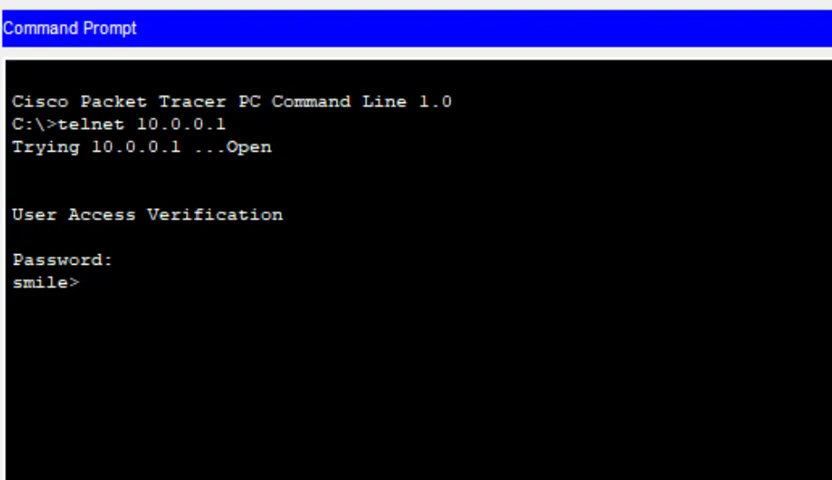 Command Prompt
Cisco Packet Tracer PC Command Line 1.0
C:\>telnet 10.0.0.1
Trying 10.0.0.1 ...Open
User Access Verification
Password:
smile>